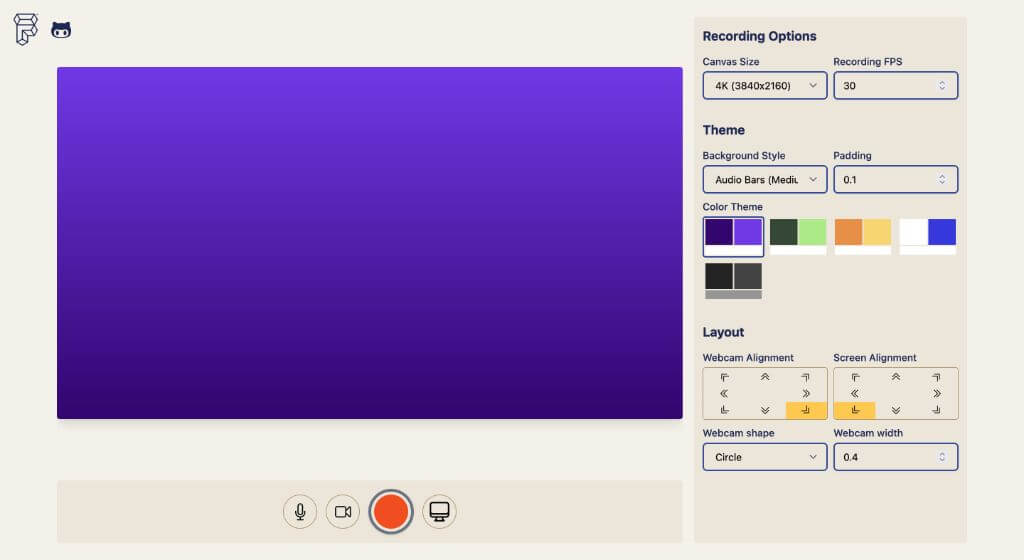 Recording Options
Canvas Size
Recording FPS
4K (3840x2160)
30
Theme
Background Style
Padding
Audio Bars (Mediu
0.1
Color Theme
Layout
Webcam Alignment
Screen Alignment
Webcam shape
Webcam width
Circle
0.4